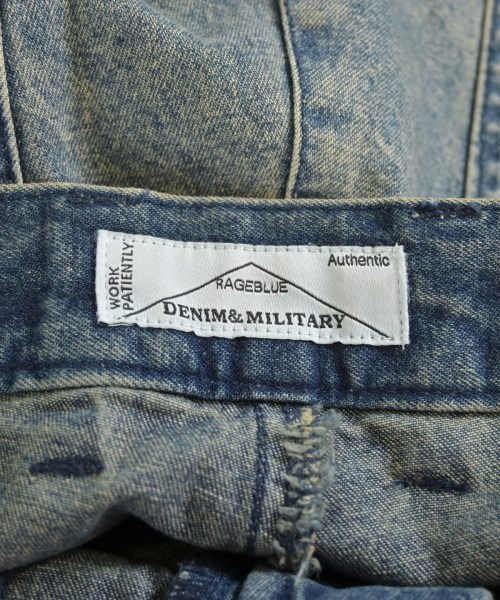 WORK
PATIENTLY
Authentic
RAGEBLUE
DENIM&MILITARY